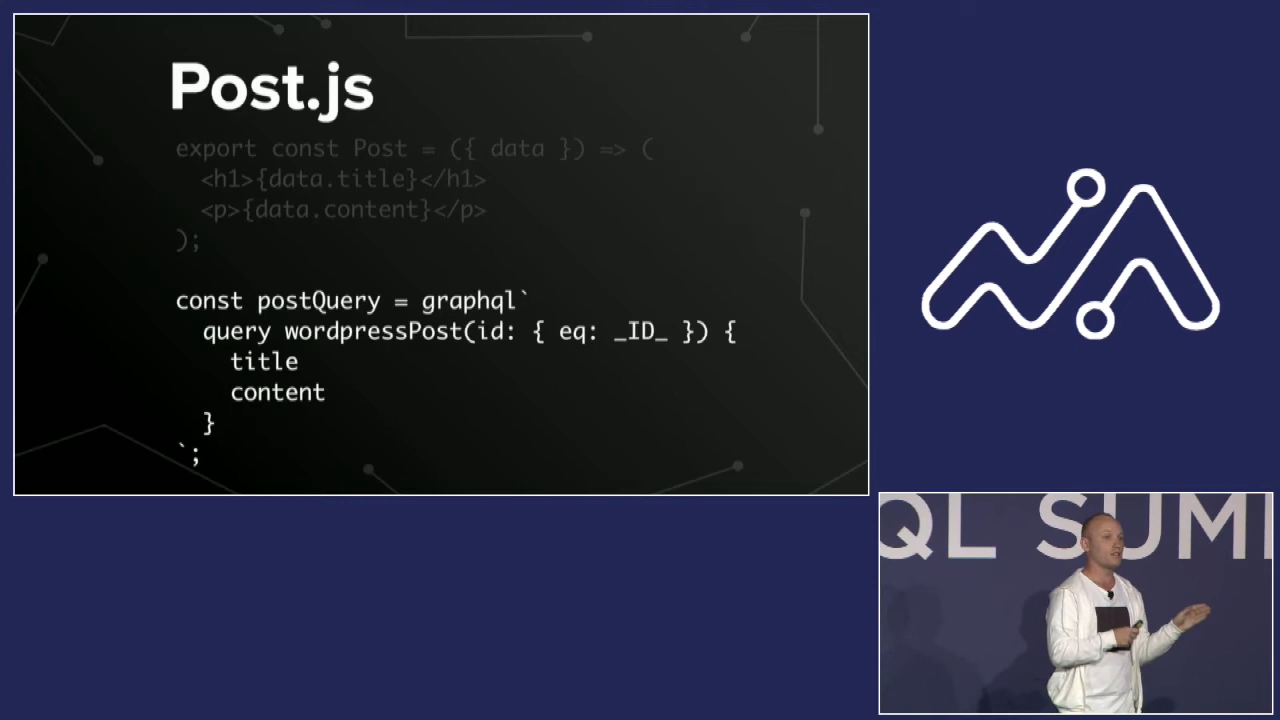 Post.js
export const Post = ({ data }) => (
  <h1>{data.title}</h1>
  <p>{data.content}</p>
);
const postQuery = graphql`
  query wordpressPost(id: { eq: _ID_ }) {
    title
    content
  }
`;
QL SUMI